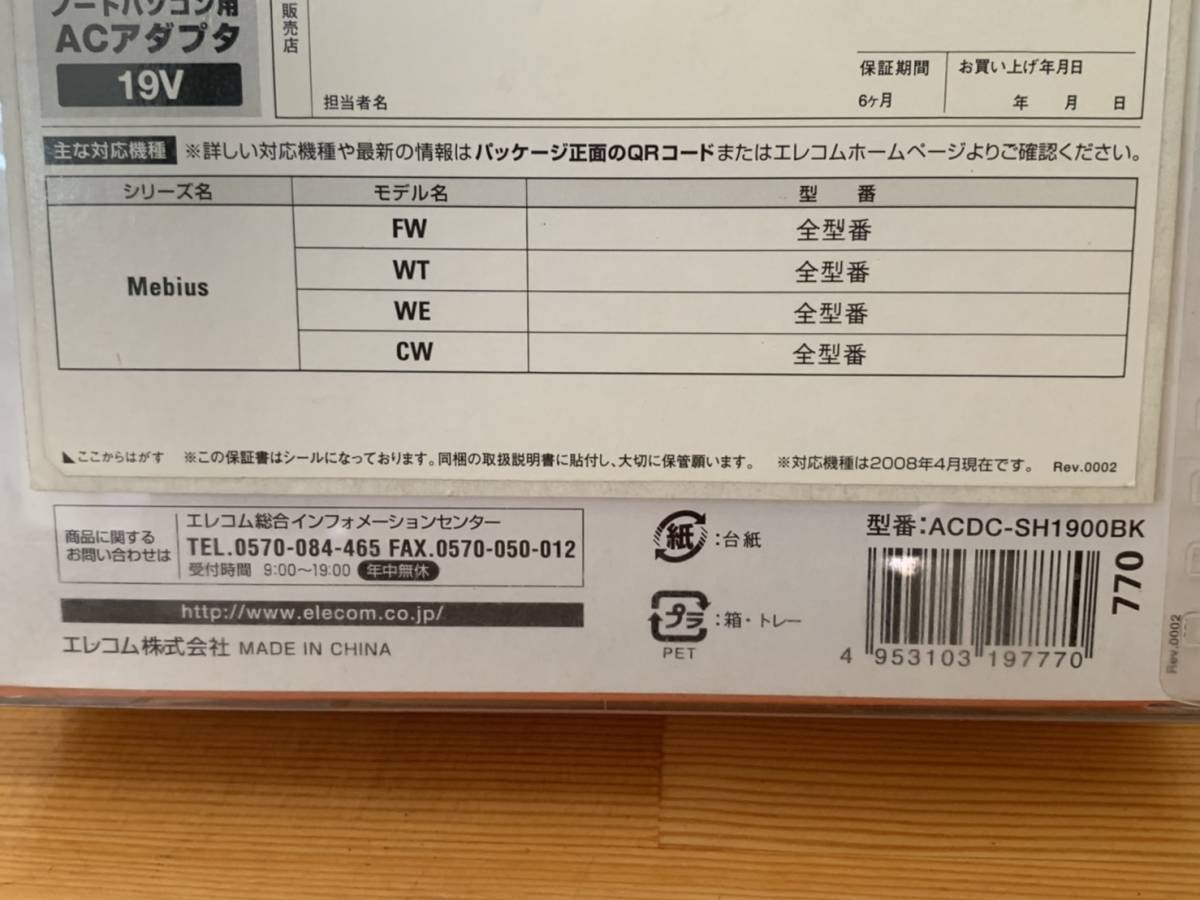 ノートパソコン用
ACアダプタ
19V
販売店
担当者名
保証期間
6ヶ月
お買い上げ年月日
年 月 日
主な対応機種 ※詳しい対応機種や最新の情報はパッケージ正面のQRコードまたはエレコムホームページよりご確認ください。
シリーズ名 モデル名 型 番
Mebius
FW 全型番
WT 全型番
WE 全型番
CW 全型番
◣ここからはがす ※この保証書はシールになっております。同梱の取扱説明書に貼付し、大切に保管願います。 ※対応機種は2008年4月現在です。 Rev.0002
商品に関する
お問い合わせは
エレコム総合インフォメーションセンター
TEL.0570-084-465 FAX.0570-050-012
受付時間 9:00〜19:00 年中無休
http://www.elecom.co.jp/
エレコム株式会社 MADE IN CHINA
紙:台紙
プラ:箱・トレー
PET
型番:ACDC-SH1900BK
770
4 953103 197770
Rev.0002